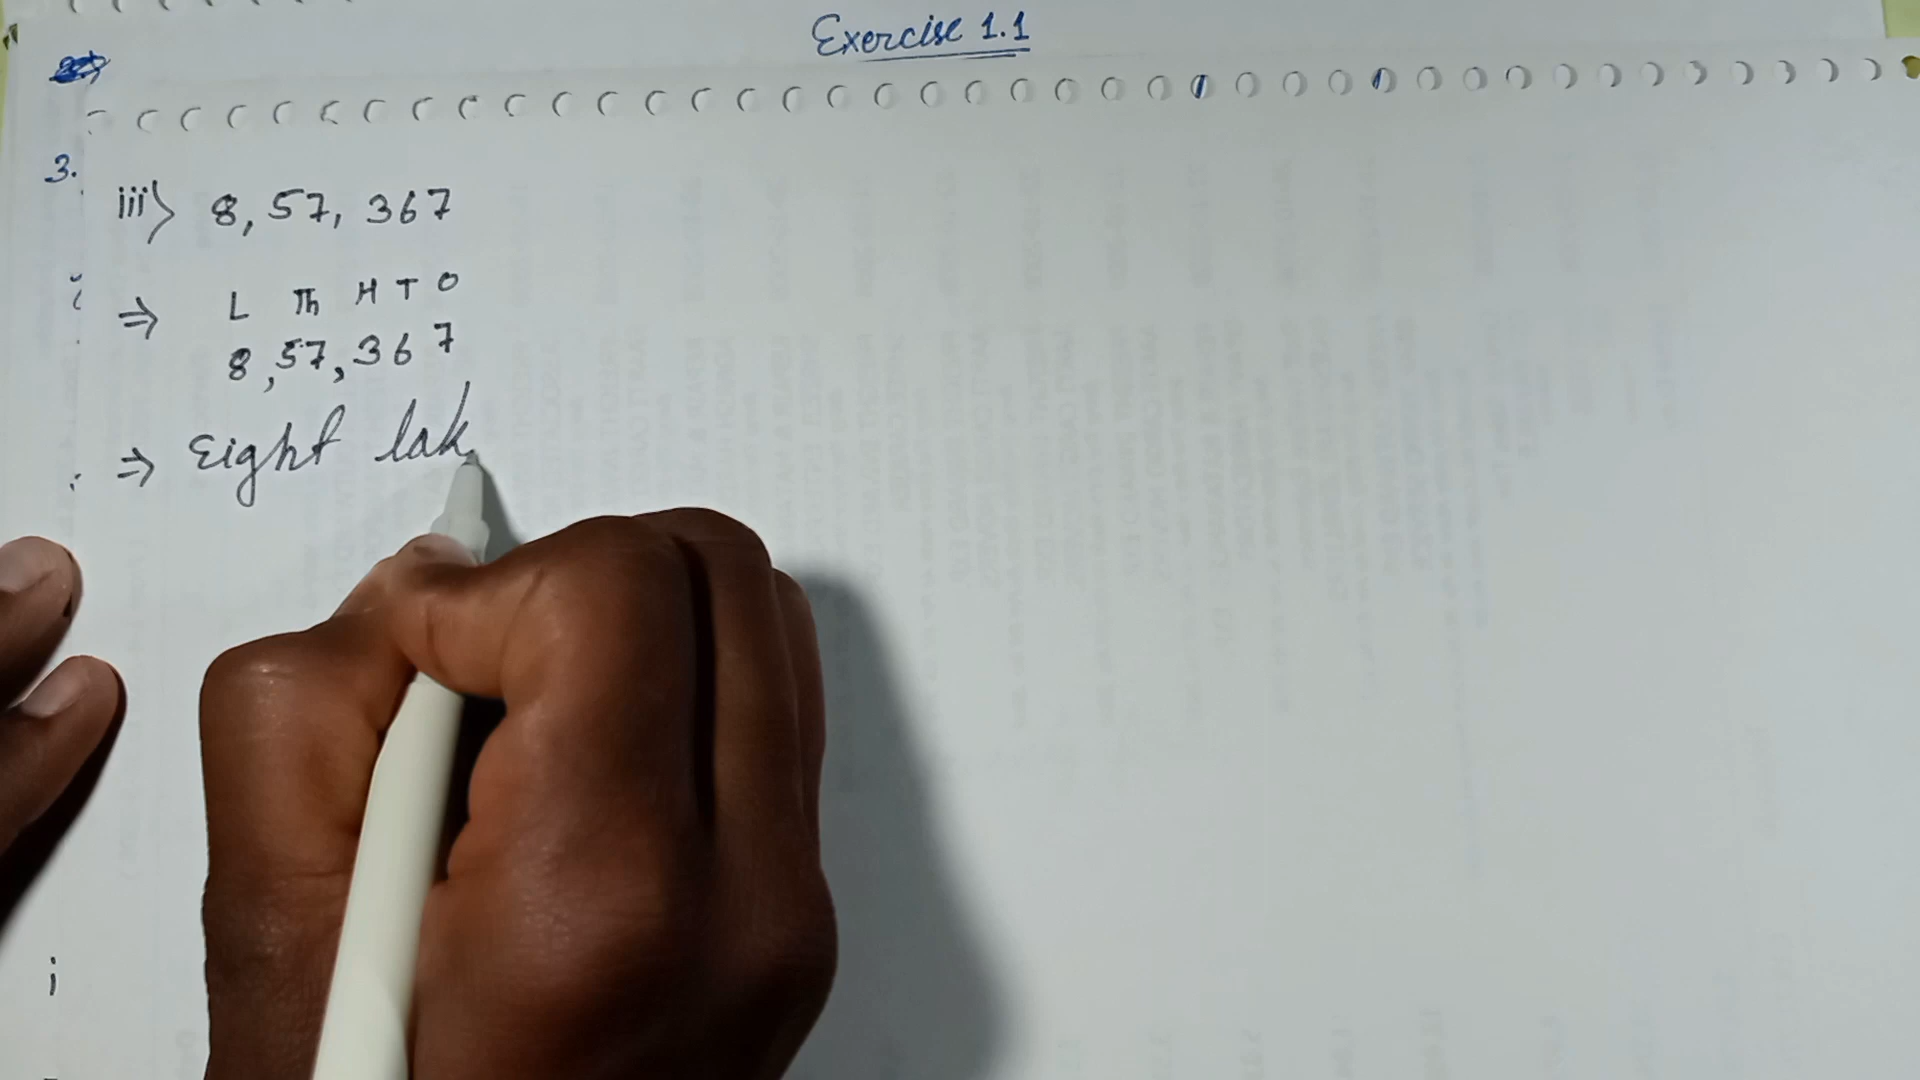 Exercise 1.1
3.
iii) 8, 57, 367
⇒ L Th H T O
8,57,367
⇒ Eight lak
i